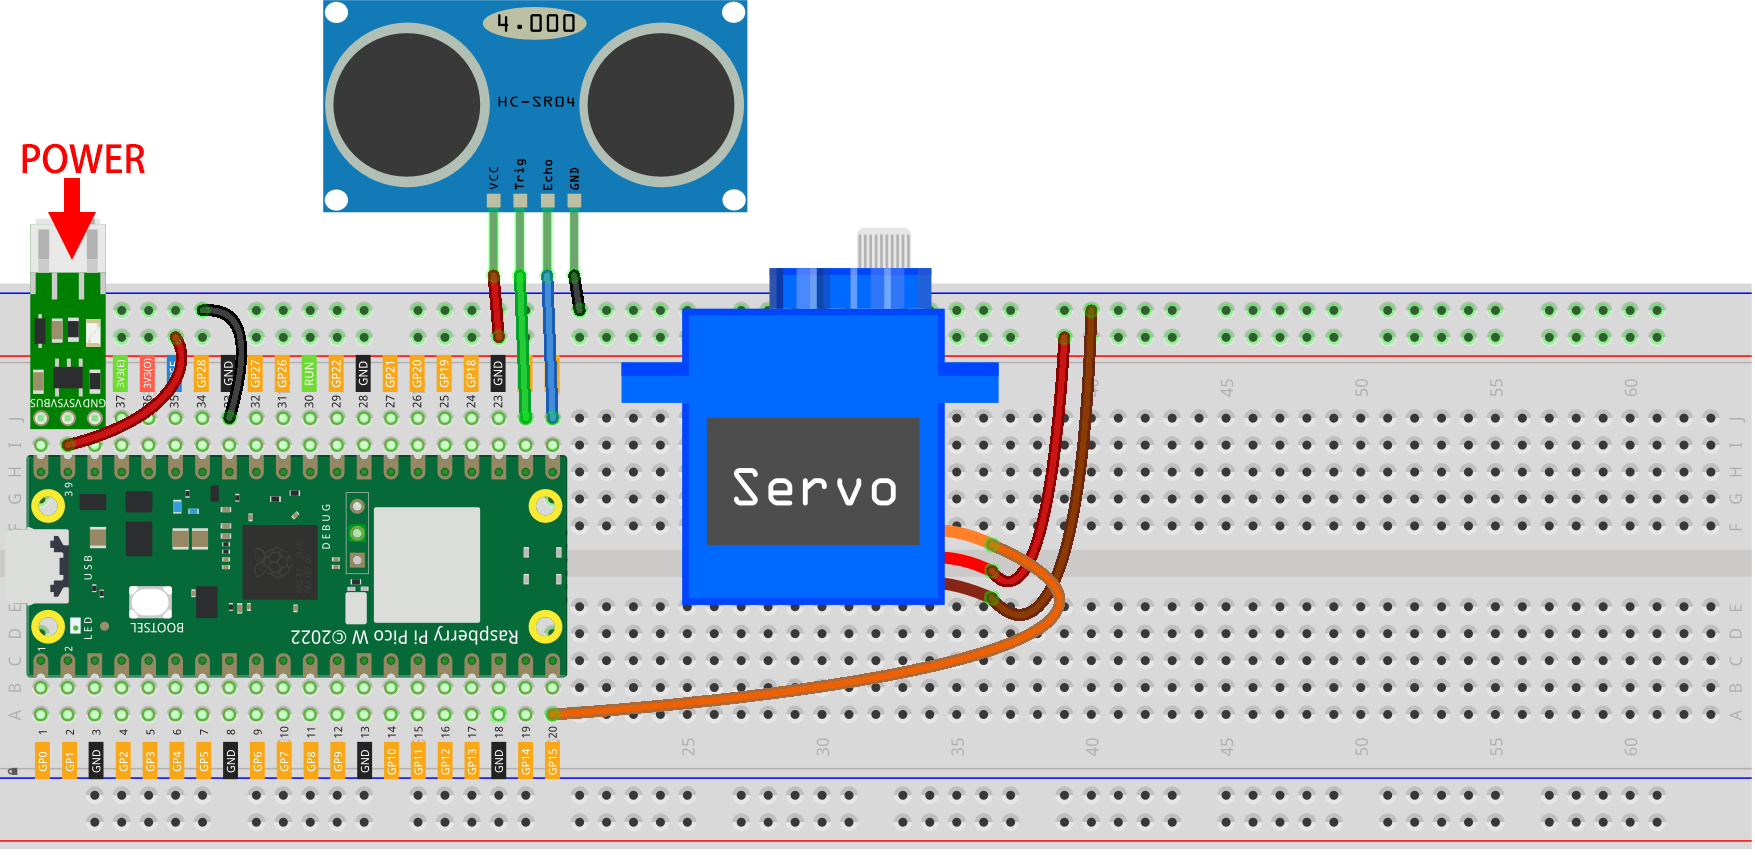 4.000
HC-SR04
VCC Trig Echo GND
POWER
3V3(E) 3V3(O) GP28 GND GP27 GP26 RUN GP22 GND GP21 GP20 GP19 GP18 GND
VBUS VSYS GND 37 35 34 32 31 30 29 28 27 26 25 24 23
40 45 50 55 60
J J
I I
H H
G G
F F
39
DEBUG
Servo
USB
BOOTSEL
LED
Raspberry Pi Pico W ©2022
1 2
E E
D D
C C
B B
A A
1 2 3 4 5 6 7 8 9 10 11 12 13 14 15 16 17 18 19 20
25 30 35 40 45 50 55 60
GP0 GP1 GND GP2 GP3 GP4 GP5 GND GP6 GP7 GP8 GP9 GND GP10 GP11 GP12 GP13 GND GP14 GP15